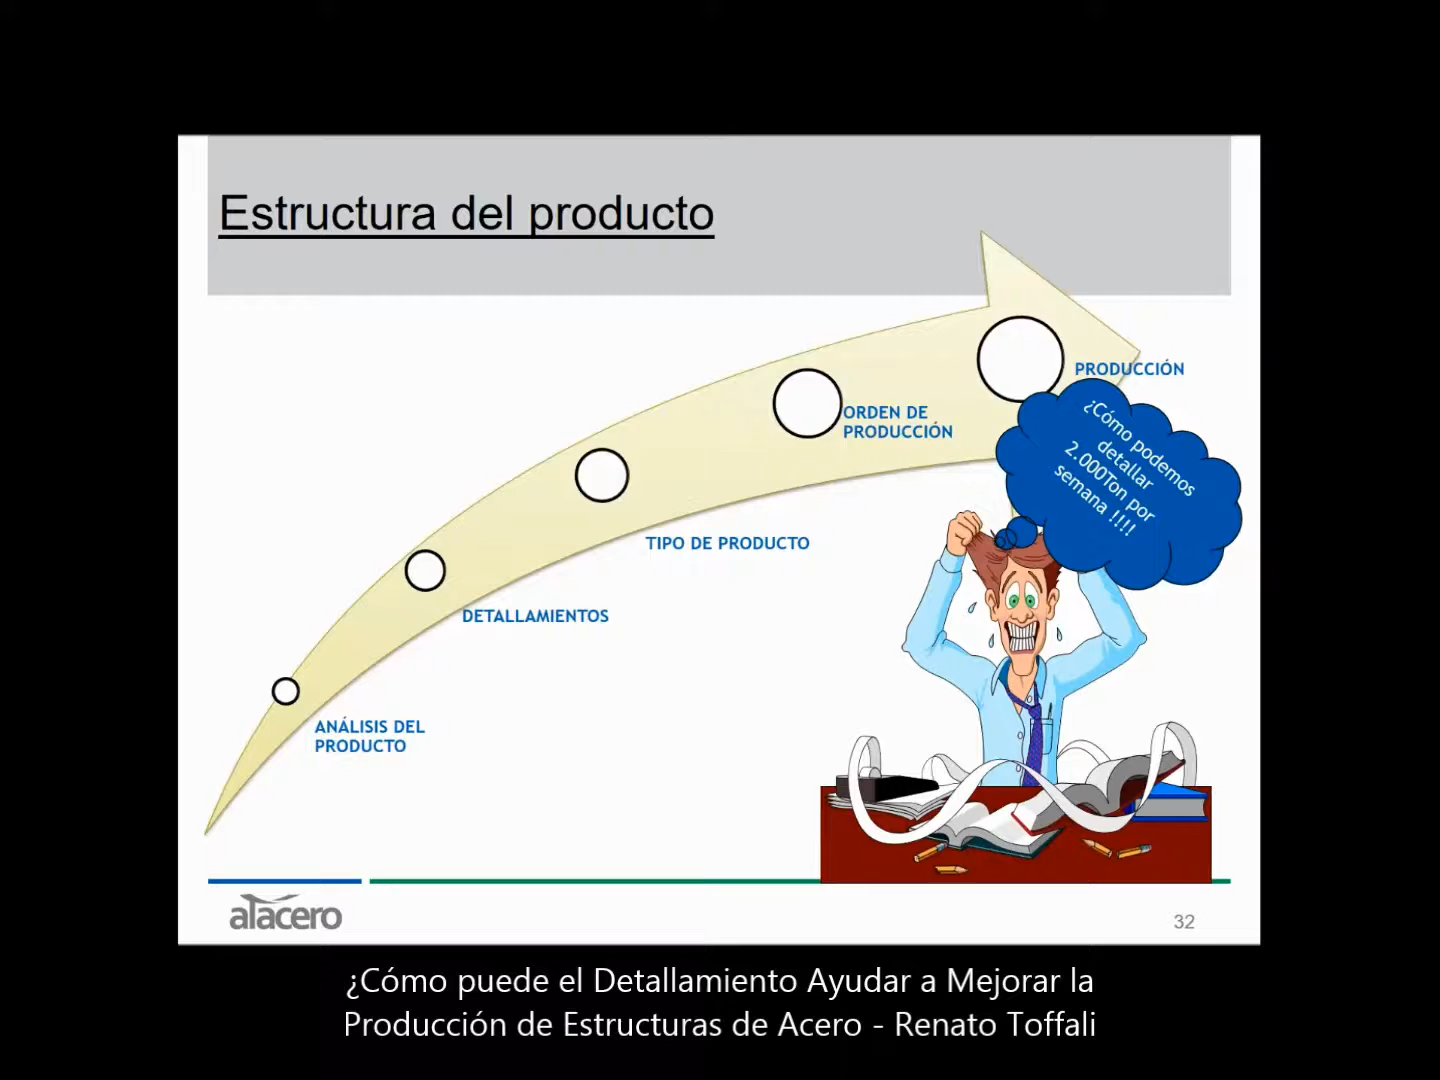 Estructura del producto
PRODUCCIÓN
ORDEN DE
PRODUCCIÓN
¿Cómo podemos
detallar
2.000Ton por
semana !!!!
TIPO DE PRODUCTO
DETALLAMIENTOS
ANÁLISIS DEL
PRODUCTO
alacero
32
¿Cómo puede el Detallamiento Ayudar a Mejorar la
Producción de Estructuras de Acero - Renato Toffali